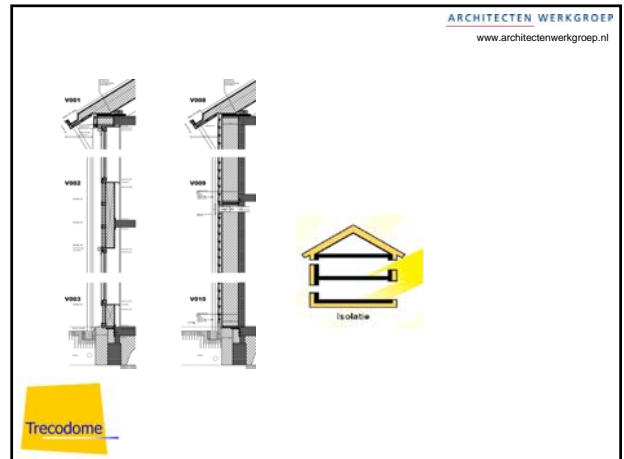 ARCHITECTEN WERKGROEP
www.architectenwerkgroep.nl
V001
V008
V002
V009
V003
V010
Isolatie
Trecodome